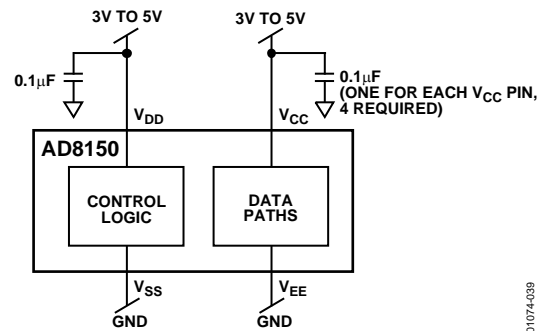 3V TO 5V
3V TO 5V
0.1μF
0.1μF
(ONE FOR EACH VCC PIN,
4 REQUIRED)
VDD
VCC
AD8150
CONTROL
LOGIC
DATA
PATHS
VSS
VEE
GND
GND
01074-039